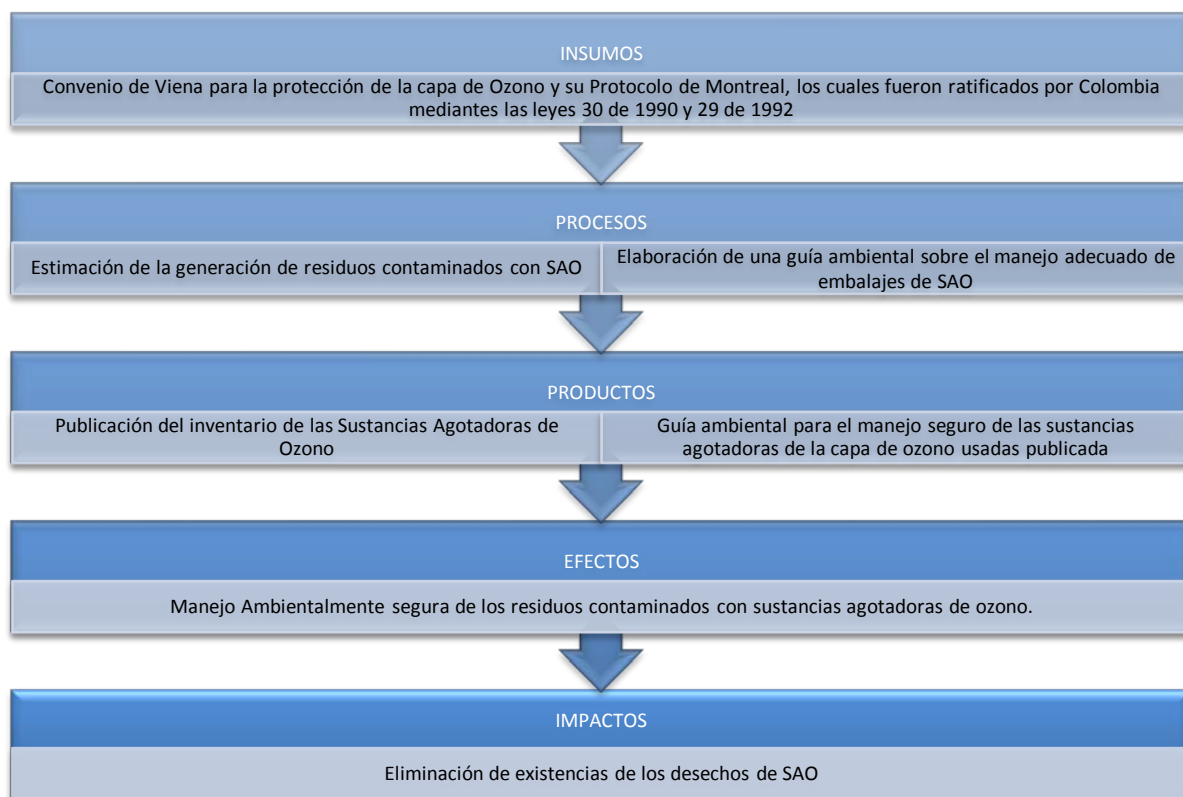 INSUMOS
Convenio de Viena para la protección de la capa de Ozono y su Protocolo de Montreal, los cuales fueron ratificados por Colombia
mediantes las leyes 30 de 1990 y 29 de 1992
PROCESOS
Estimación de la generación de residuos contaminados con SAO
Elaboración de una guía ambiental sobre el manejo adecuado de
embalajes de SAO
PRODUCTOS
Publicación del inventario de las Sustancias Agotadoras de
Ozono
Guía ambiental para el manejo seguro de las sustancias
agotadoras de la capa de ozono usadas publicada
EFECTOS
Manejo Ambientalmente segura de los residuos contaminados con sustancias agotadoras de ozono.
IMPACTOS
Eliminación de existencias de los desechos de SAO